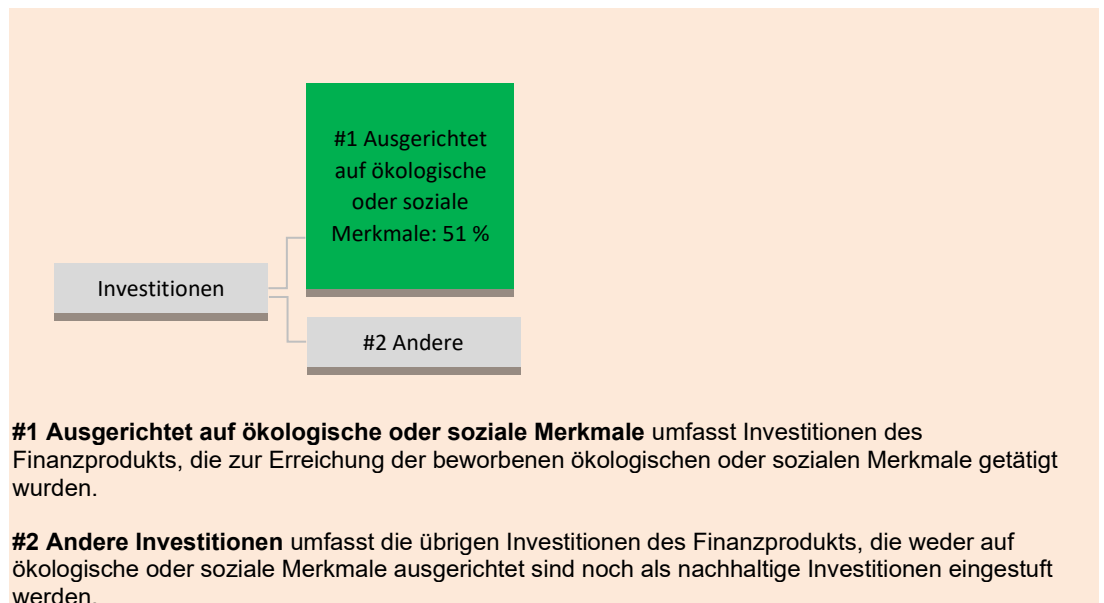 #1 Ausgerichtet
auf ökologische
oder soziale
Merkmale: 51 %
Investitionen
#2 Andere
#1 Ausgerichtet auf ökologische oder soziale Merkmale umfasst Investitionen des
Finanzprodukts, die zur Erreichung der beworbenen ökologischen oder sozialen Merkmale getätigt
wurden.
#2 Andere Investitionen umfasst die übrigen Investitionen des Finanzprodukts, die weder auf
ökologische oder soziale Merkmale ausgerichtet sind noch als nachhaltige Investitionen eingestuft
werden.